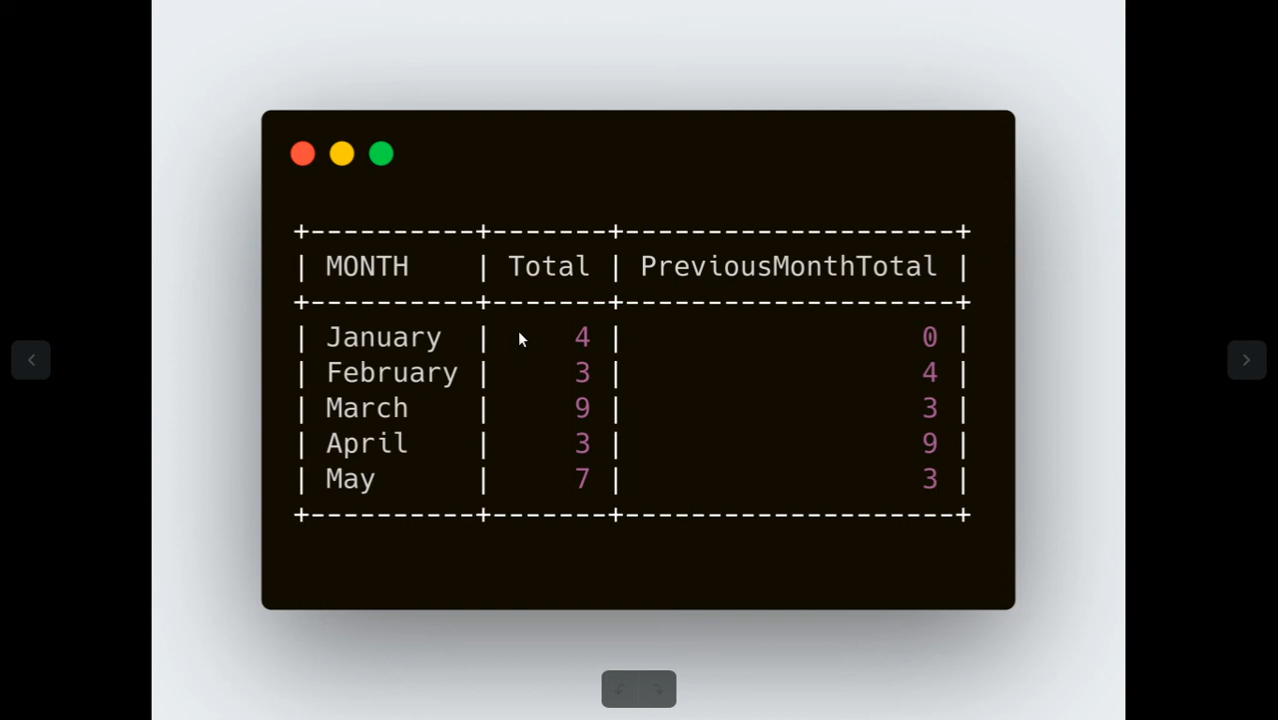 +----------+-------+-------------------+
| MONTH    | Total | PreviousMonthTotal |
+----------+-------+-------------------+
| January  |     4 |                  0 |
| February |     3 |                  4 |
| March    |     9 |                  3 |
| April    |     3 |                  9 |
| May      |     7 |                  3 |
+----------+-------+-------------------+